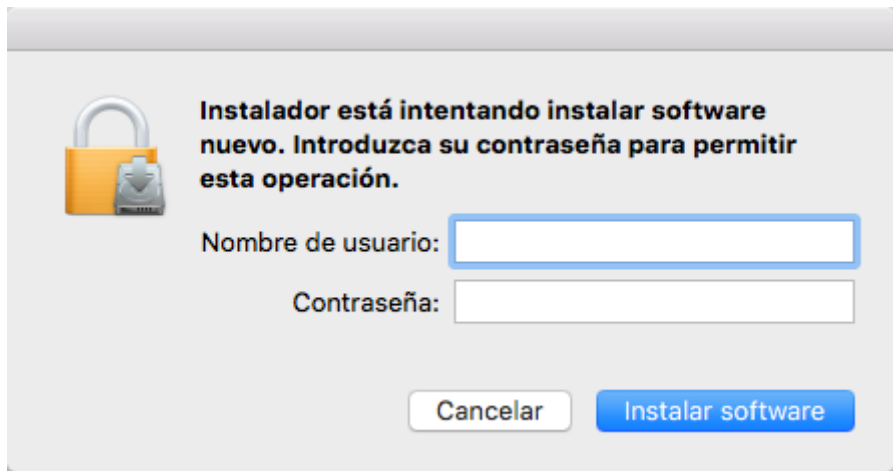 Instalador está intentando instalar software
nuevo. Introduzca su contraseña para permitir
esta operación.
Nombre de usuario:
Contraseña:
Cancelar Instalar software